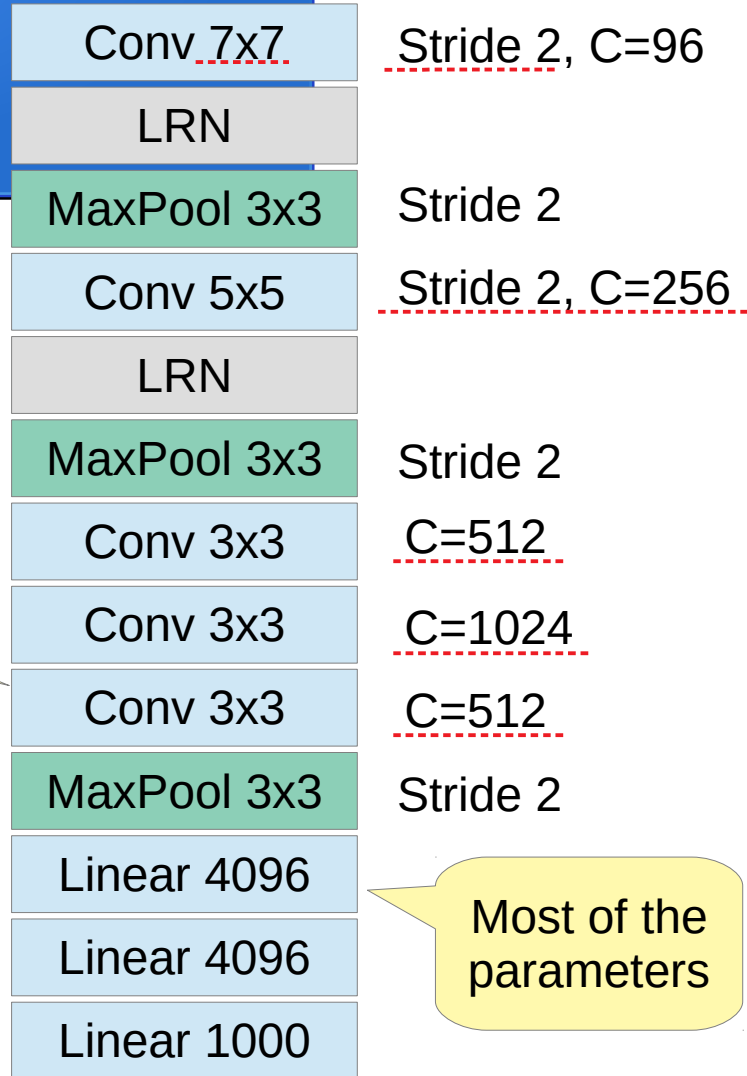 Conv 7x7 Stride 2, C=96
LRN
MaxPool 3x3 Stride 2
Conv 5x5 Stride 2, C=256
LRN
MaxPool 3x3 Stride 2
Conv 3x3 C=512
Conv 3x3 C=1024
Conv 3x3 C=512
MaxPool 3x3 Stride 2
Linear 4096
Most of the
parameters
Linear 4096
Linear 1000